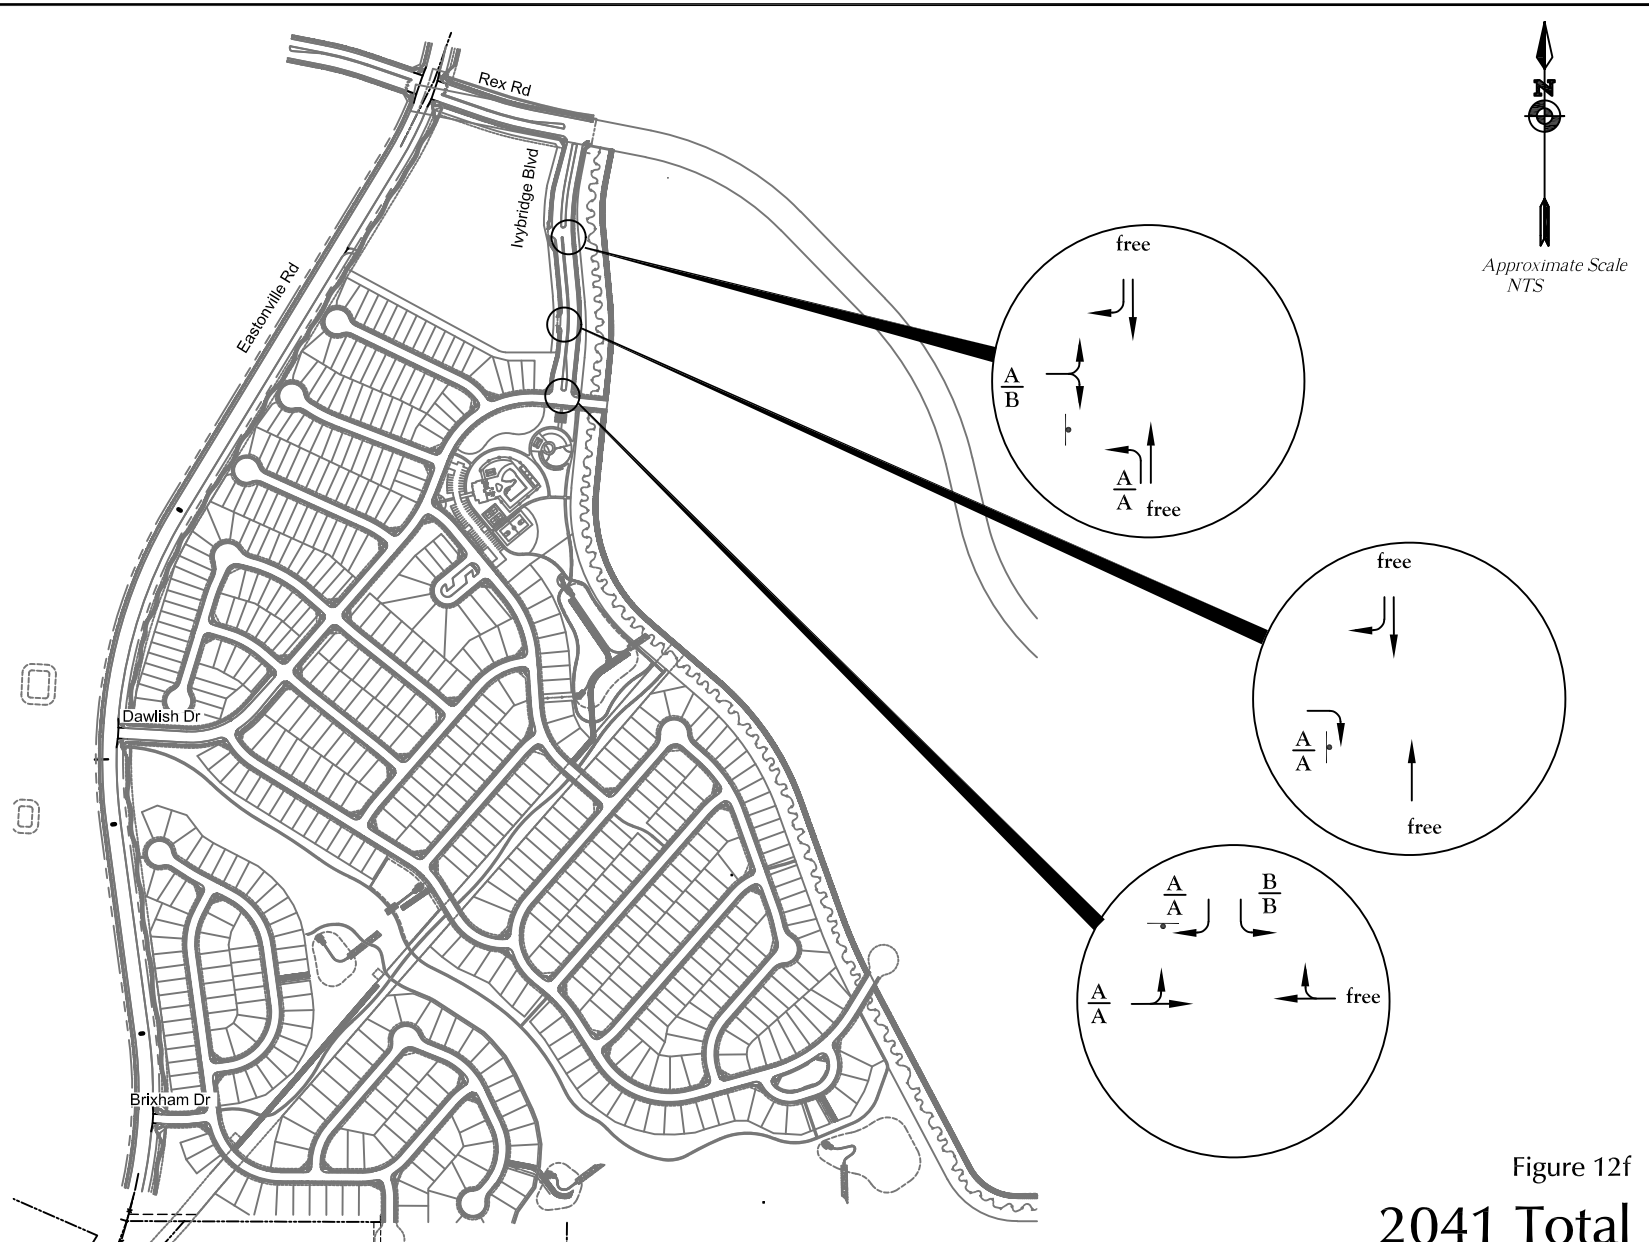 Rex Rd
N
Ivybridge Blvd
Eastonville Rd
Approximate Scale
NTS
free
A
B
A
A
free
free
A
A
free
Dawlish Dr
A
A
B
B
A
A
free
Brixham Dr
Figure 12f
2041 Total